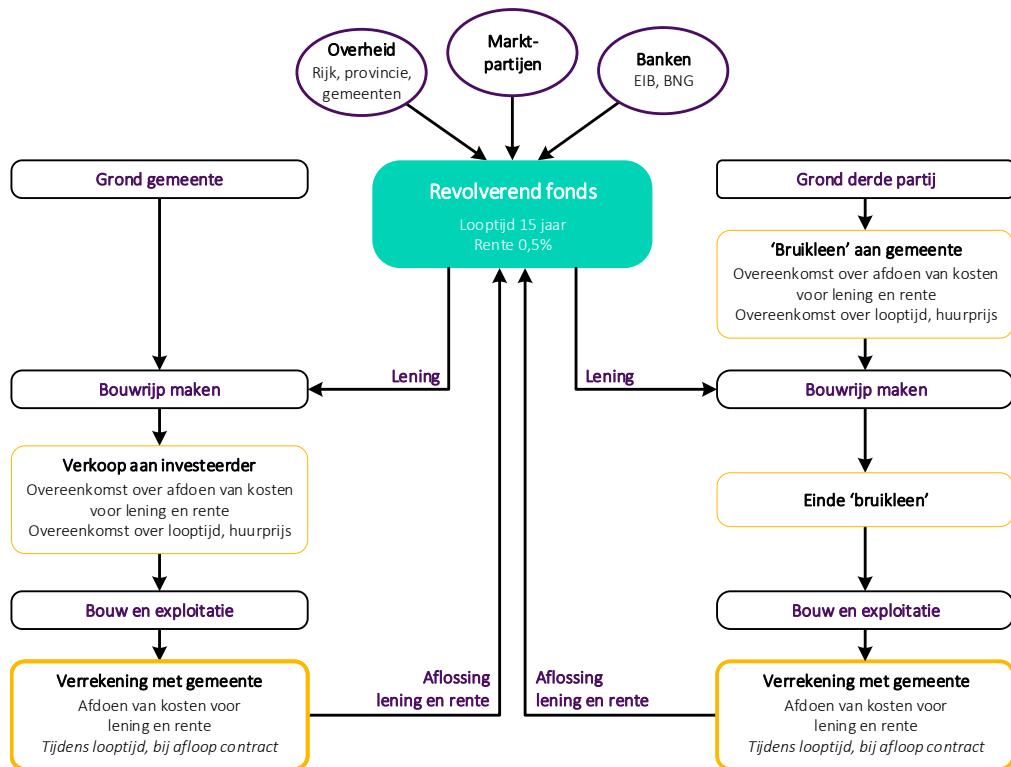 Overheid
Rijk, provincie,
gemeenten
Markt-
partijen
Banken
EIB, BNG
Revolverend fonds
Looptijd 15 jaar
Rente 0,5%
Grond gemeente
Lening
Bouwrijp maken
Verkoop aan investeerder
Overeenkomst over afdoen van kosten
voor lening en rente
Overeenkomst over looptijd, huurprijs
Bouw en exploitatie
Verrekening met gemeente
Afdoen van kosten voor
lening en rente
Tijdens looptijd, bij afloop contract
Aflossing
lening en rente
Grond derde partij
‘Bruikleen’ aan gemeente
Overeenkomst over afdoen van kosten
voor lening en rente
Overeenkomst over looptijd, huurprijs
Lening
Bouwrijp maken
Einde ‘bruikleen’
Bouw en exploitatie
Verrekening met gemeente
Afdoen van kosten voor
lening en rente
Tijdens looptijd, bij afloop contract
Aflossing
lening en rente